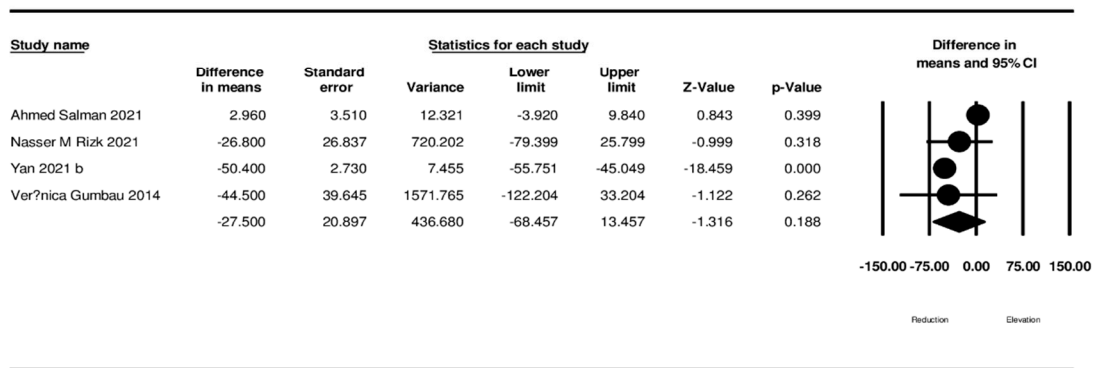 Study name Statistics for each study Difference in means and 95% CI
Difference in means Standard error Variance Lower limit Upper limit Z-Value p-Value
Ahmed Salman 2021 2.960 3.510 12.321 -3.920 9.840 0.843 0.399
Nasser M Rizk 2021 -26.800 26.837 720.202 -79.399 25.799 -0.999 0.318
Yan 2021 b -50.400 2.730 7.455 -55.751 -45.049 -18.459 0.000
Ver?nica Gumbau 2014 -44.500 39.645 1571.765 -122.204 33.204 -1.122 0.262
-27.500 20.897 436.680 -68.457 13.457 -1.316 0.188
-150.00 -75.00 0.00 75.00 150.00
Reduction Elevation